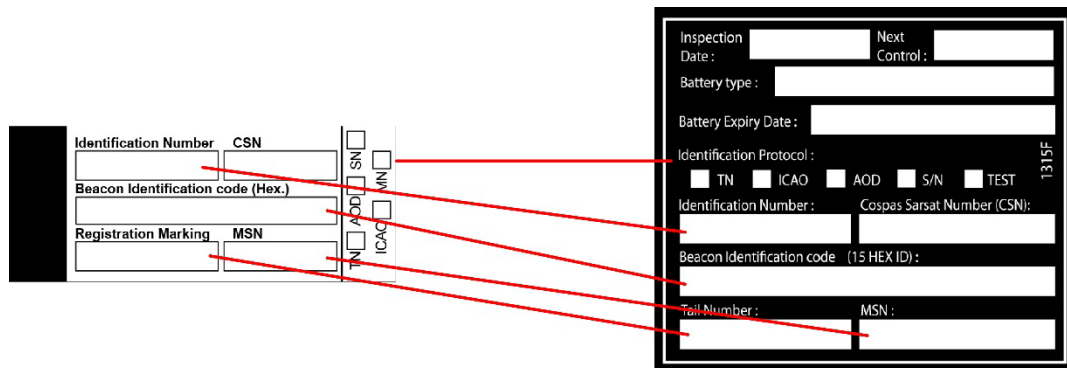 Identification Number CSN
Beacon Identification code (Hex.)
Registration Marking MSN
SN MN
AOD ICAO
TN
Inspection Date : Next Control :
Battery type :
Battery Expiry Date :
Identification Protocol :
TN ICAO AOD S/N TEST
1315F
Identification Number : Cospas Sarsat Number (CSN):
Beacon Identification code (15 HEX ID) :
Tail Number : MSN :